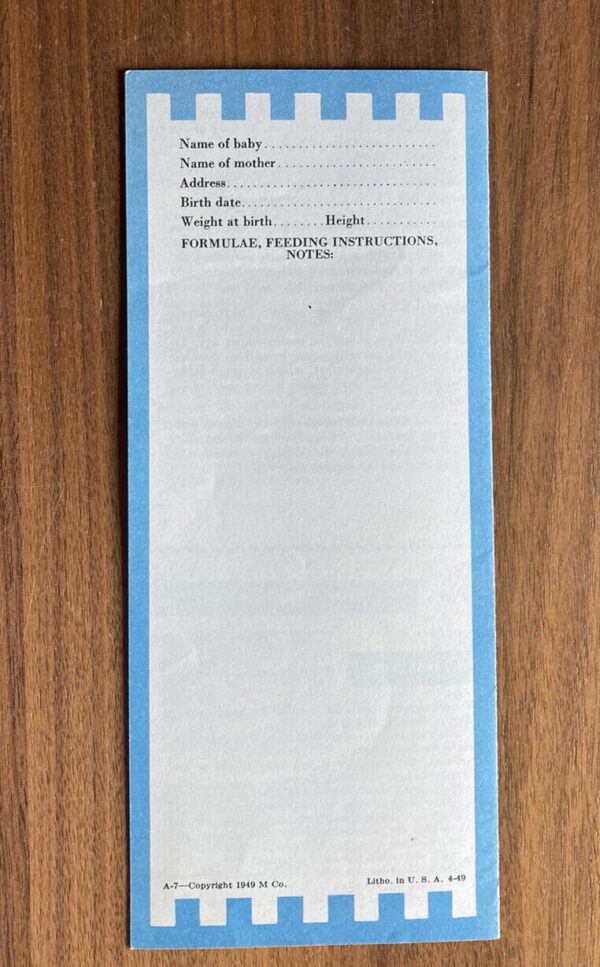 Name of baby..........................
Name of mother........................
Address...............................
Birth date............................
Weight at birth........Height...........
FORMULAE, FEEDING INSTRUCTIONS,
NOTES:
A-7—Copyright 1949 M Co.
Litho. in U. S. A. 4-49